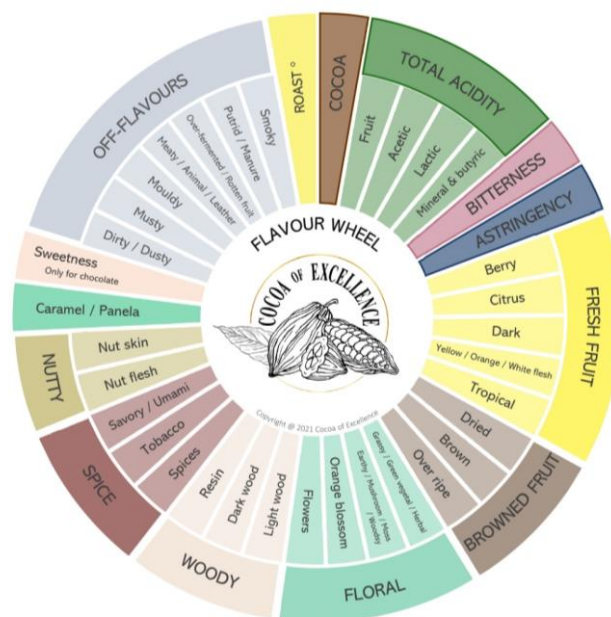 FLAVOUR WHEEL
COCOA OF EXCELLENCE
Copyright @ 2021 Cocoa of Excellence
COCOA
TOTAL ACIDITY
Fruit
Acetic
Lactic
Mineral & butyric
BITTERNESS
ASTRINGENCY
FRESH FRUIT
Berry
Citrus
Dark
Yellow / Orange / White flesh
Tropical
BROWNED FRUIT
Dried
Brown
Over ripe
FLORAL
Grassy / Green vegetal / Herbal
Earthy / Mushroom / Moss
/ Woodsy
Orange blossom
Flowers
WOODY
Light wood
Dark wood
Resin
SPICE
Spices
Tobacco
Savory / Umami
NUTTY
Nut flesh
Nut skin
Caramel / Panela
Sweetness
Only for chocolate
OFF-FLAVOURS
Dirty / Dusty
Musty
Mouldy
Meaty / Animal / Leather
Over-fermented / Rotten fruit
Putrid / Manure
Smoky
ROAST °